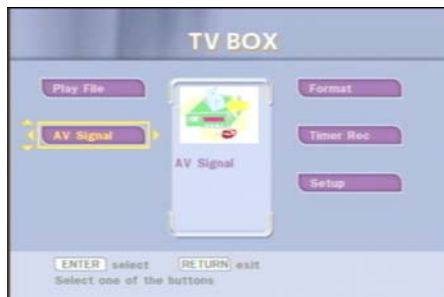 TV BOX
Play File
AV Signal
AV Signal
Format
Timer Rec
Setup
ENTER select RETURN exit
Select one of the buttons